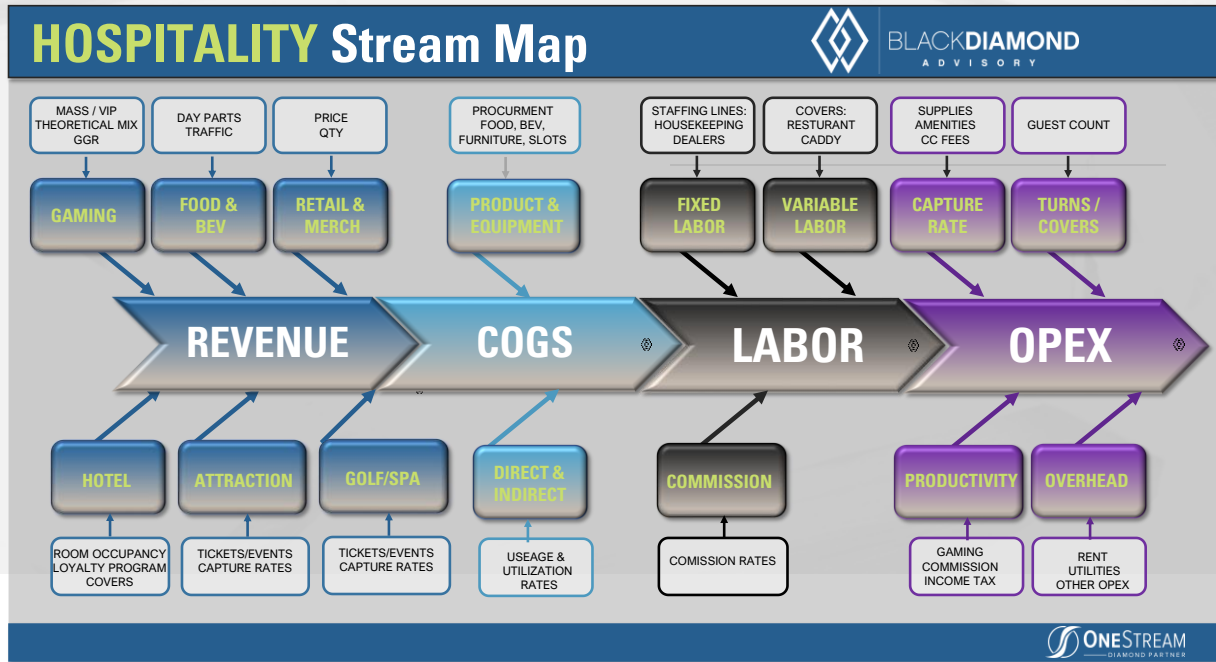 HOSPITALITY Stream Map
BLACKDIAMOND
ADVISORY
MASS / VIP
THEORETICAL MIX
GGR
DAY PARTS
TRAFFIC
PRICE
QTY
PROCURMENT
FOOD, BEV,
FURNITURE, SLOTS
STAFFING LINES:
HOUSEKEEPING
DEALERS
COVERS:
RESTURANT
CADDY
SUPPLIES
AMENITIES
CC FEES
GUEST COUNT
GAMING
FOOD &
BEV
RETAIL &
MERCH
PRODUCT &
EQUIPMENT
FIXED
LABOR
VARIABLE
LABOR
CAPTURE
RATE
TURNS /
COVERS
REVENUE
COGS
LABOR
OPEX
HOTEL
ATTRACTION
GOLF/SPA
DIRECT &
INDIRECT
COMMISSION
PRODUCTIVITY
OVERHEAD
ROOM OCCUPANCY
LOYALTY PROGRAM
COVERS
TICKETS/EVENTS
CAPTURE RATES
TICKETS/EVENTS
CAPTURE RATES
USEAGE &
UTILIZATION
RATES
COMISSION RATES
GAMING
COMMISSION
INCOME TAX
RENT
UTILITIES
OTHER OPEX
ONESTREAM
DIAMOND PARTNER